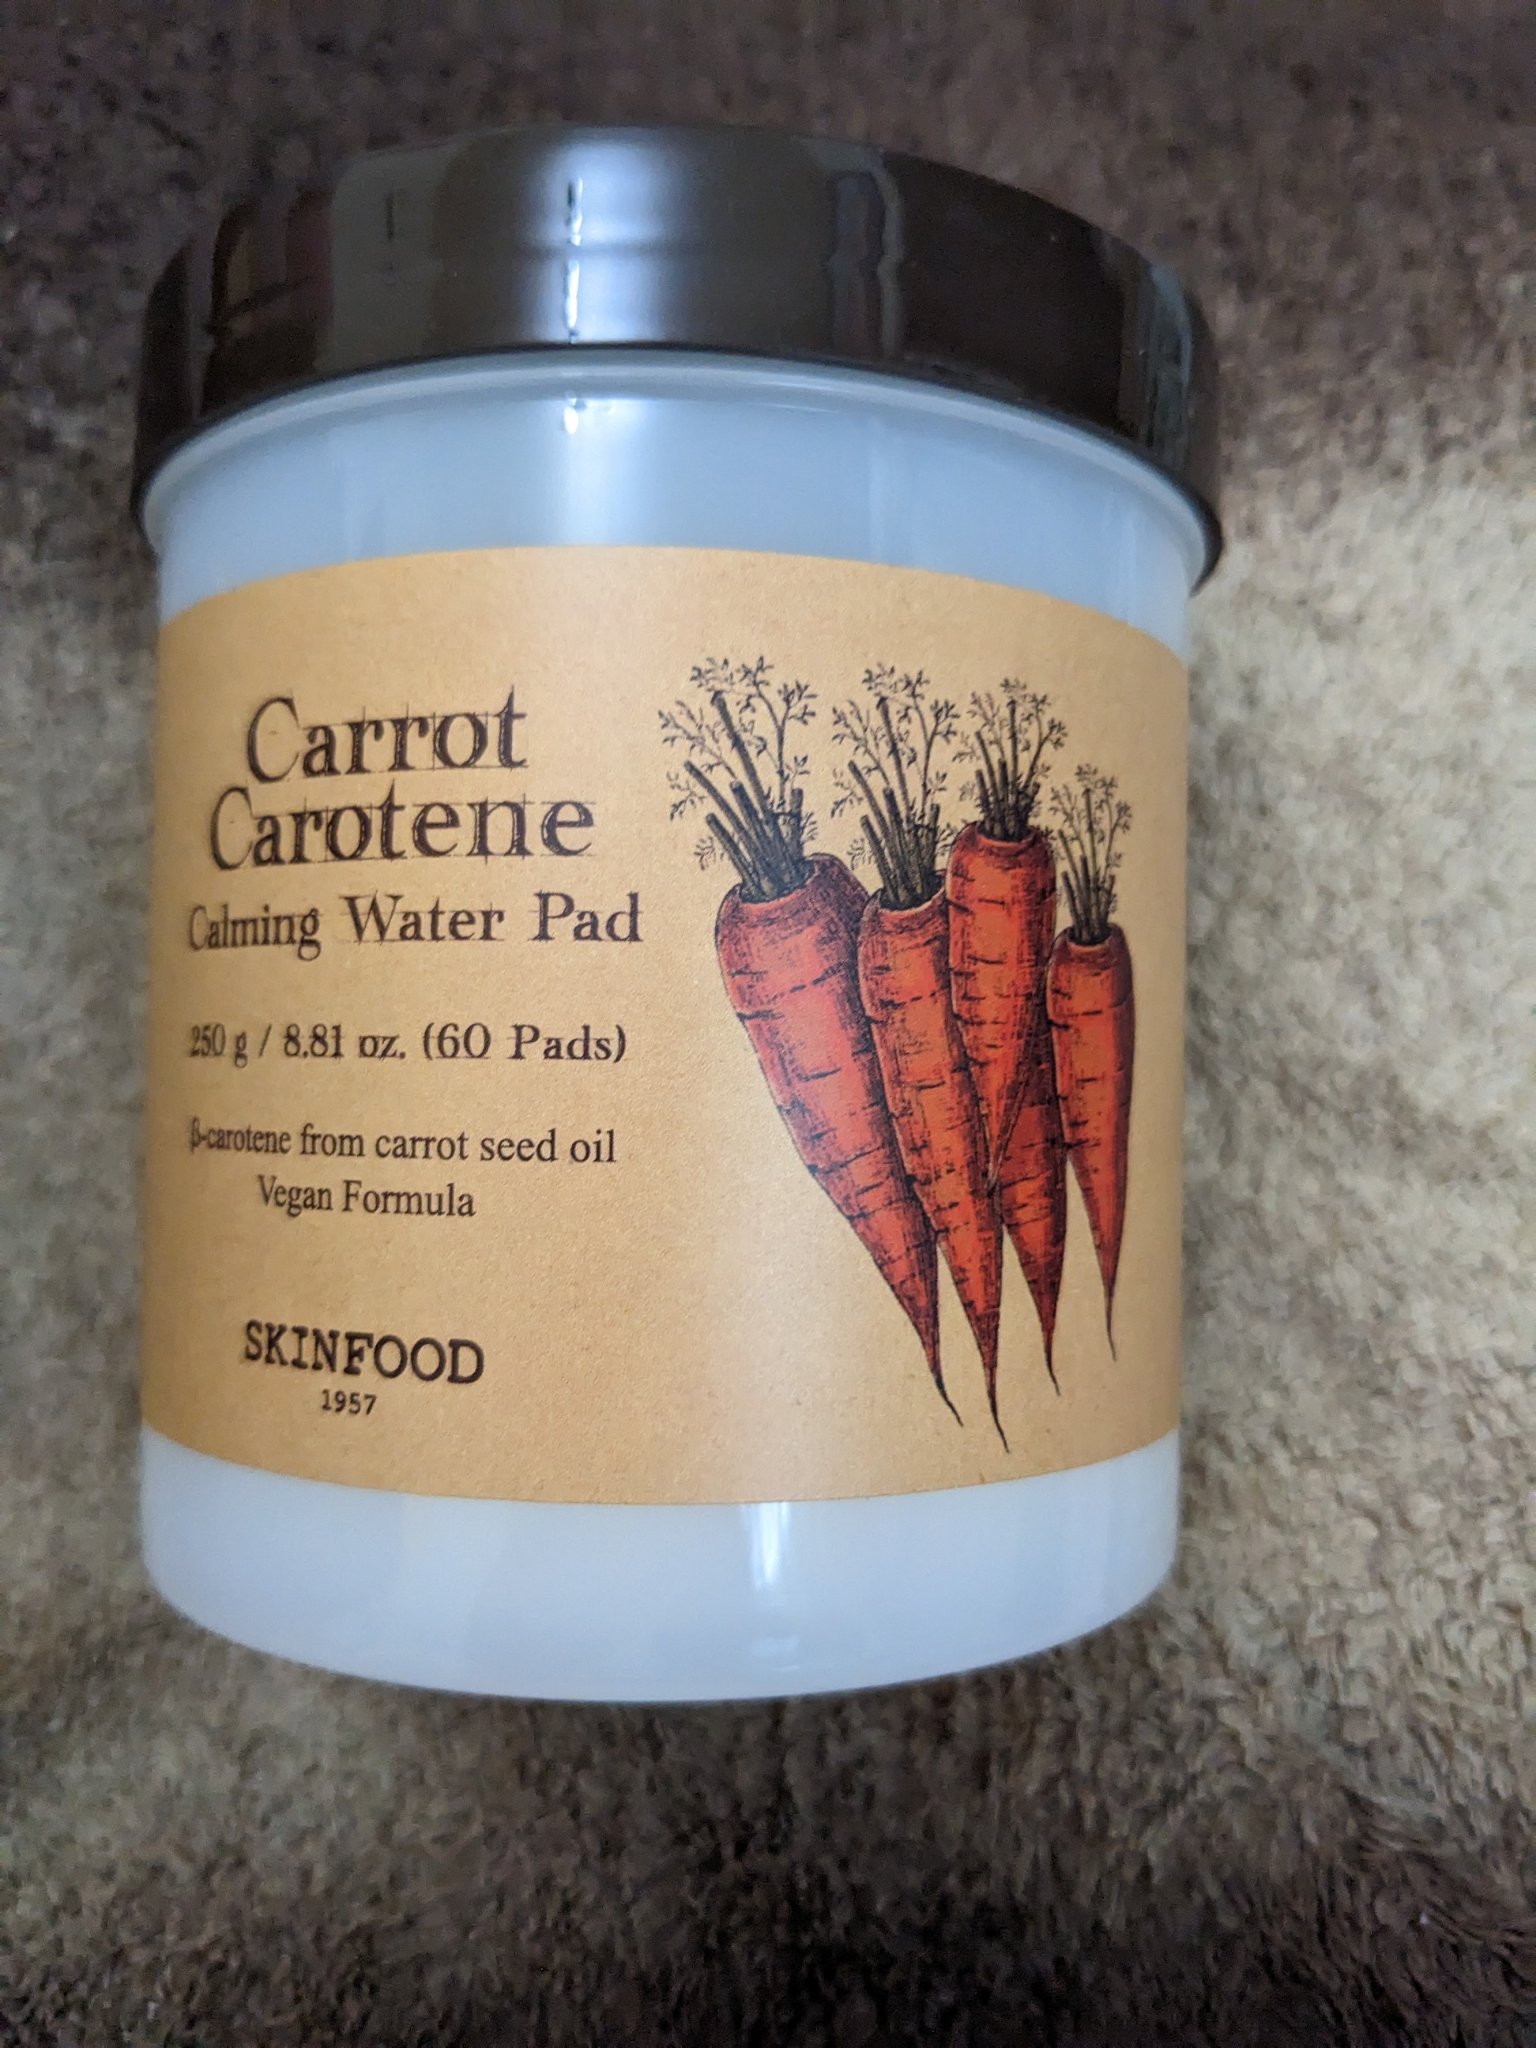 Carrot
Carotene
Calming Water Pad
250 g / 8.81 oz. (60 Pads)
β-carotene from carrot seed oil
Vegan Formula
SKINFOOD
1957